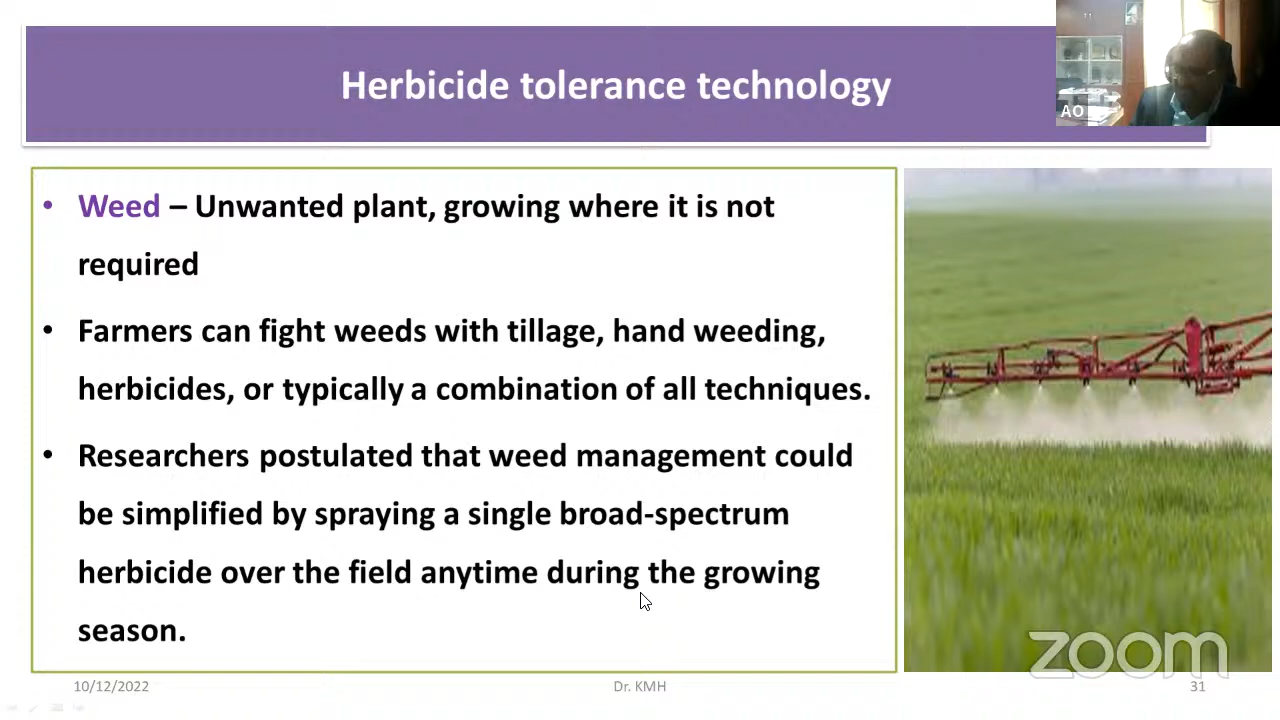 Herbicide tolerance technology
AO
• Weed – Unwanted plant, growing where it is not
required
• Farmers can fight weeds with tillage, hand weeding,
herbicides, or typically a combination of all techniques.
• Researchers postulated that weed management could
be simplified by spraying a single broad-spectrum
herbicide over the field anytime during the growing
season.
zoom
10/12/2022
Dr. KMH
31